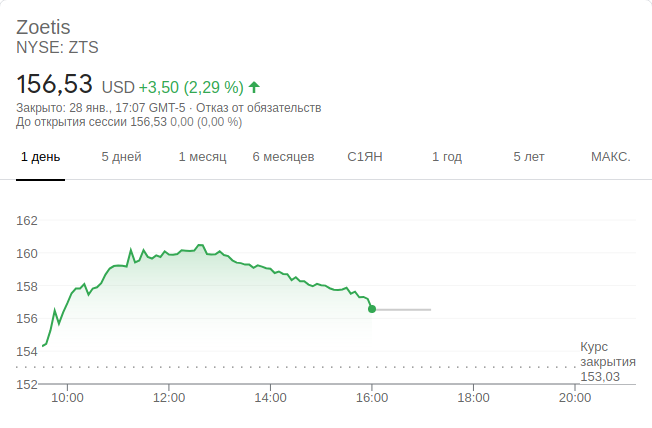 Zoetis
NYSE: ZTS
156,53 USD +3,50 (2,29 %)
Закрыто: 28 янв., 17:07 GMT-5 · Отказ от обязательств
До открытия сессии 156,53 0,00 (0,00 %)
1 день 5 дней 1 месяц 6 месяцев С1ЯН 1 год 5 лет МАКС.
162
160
158
156
154
152
Курс
закрытия
153,03
10:00 12:00 14:00 16:00 18:00 20:00